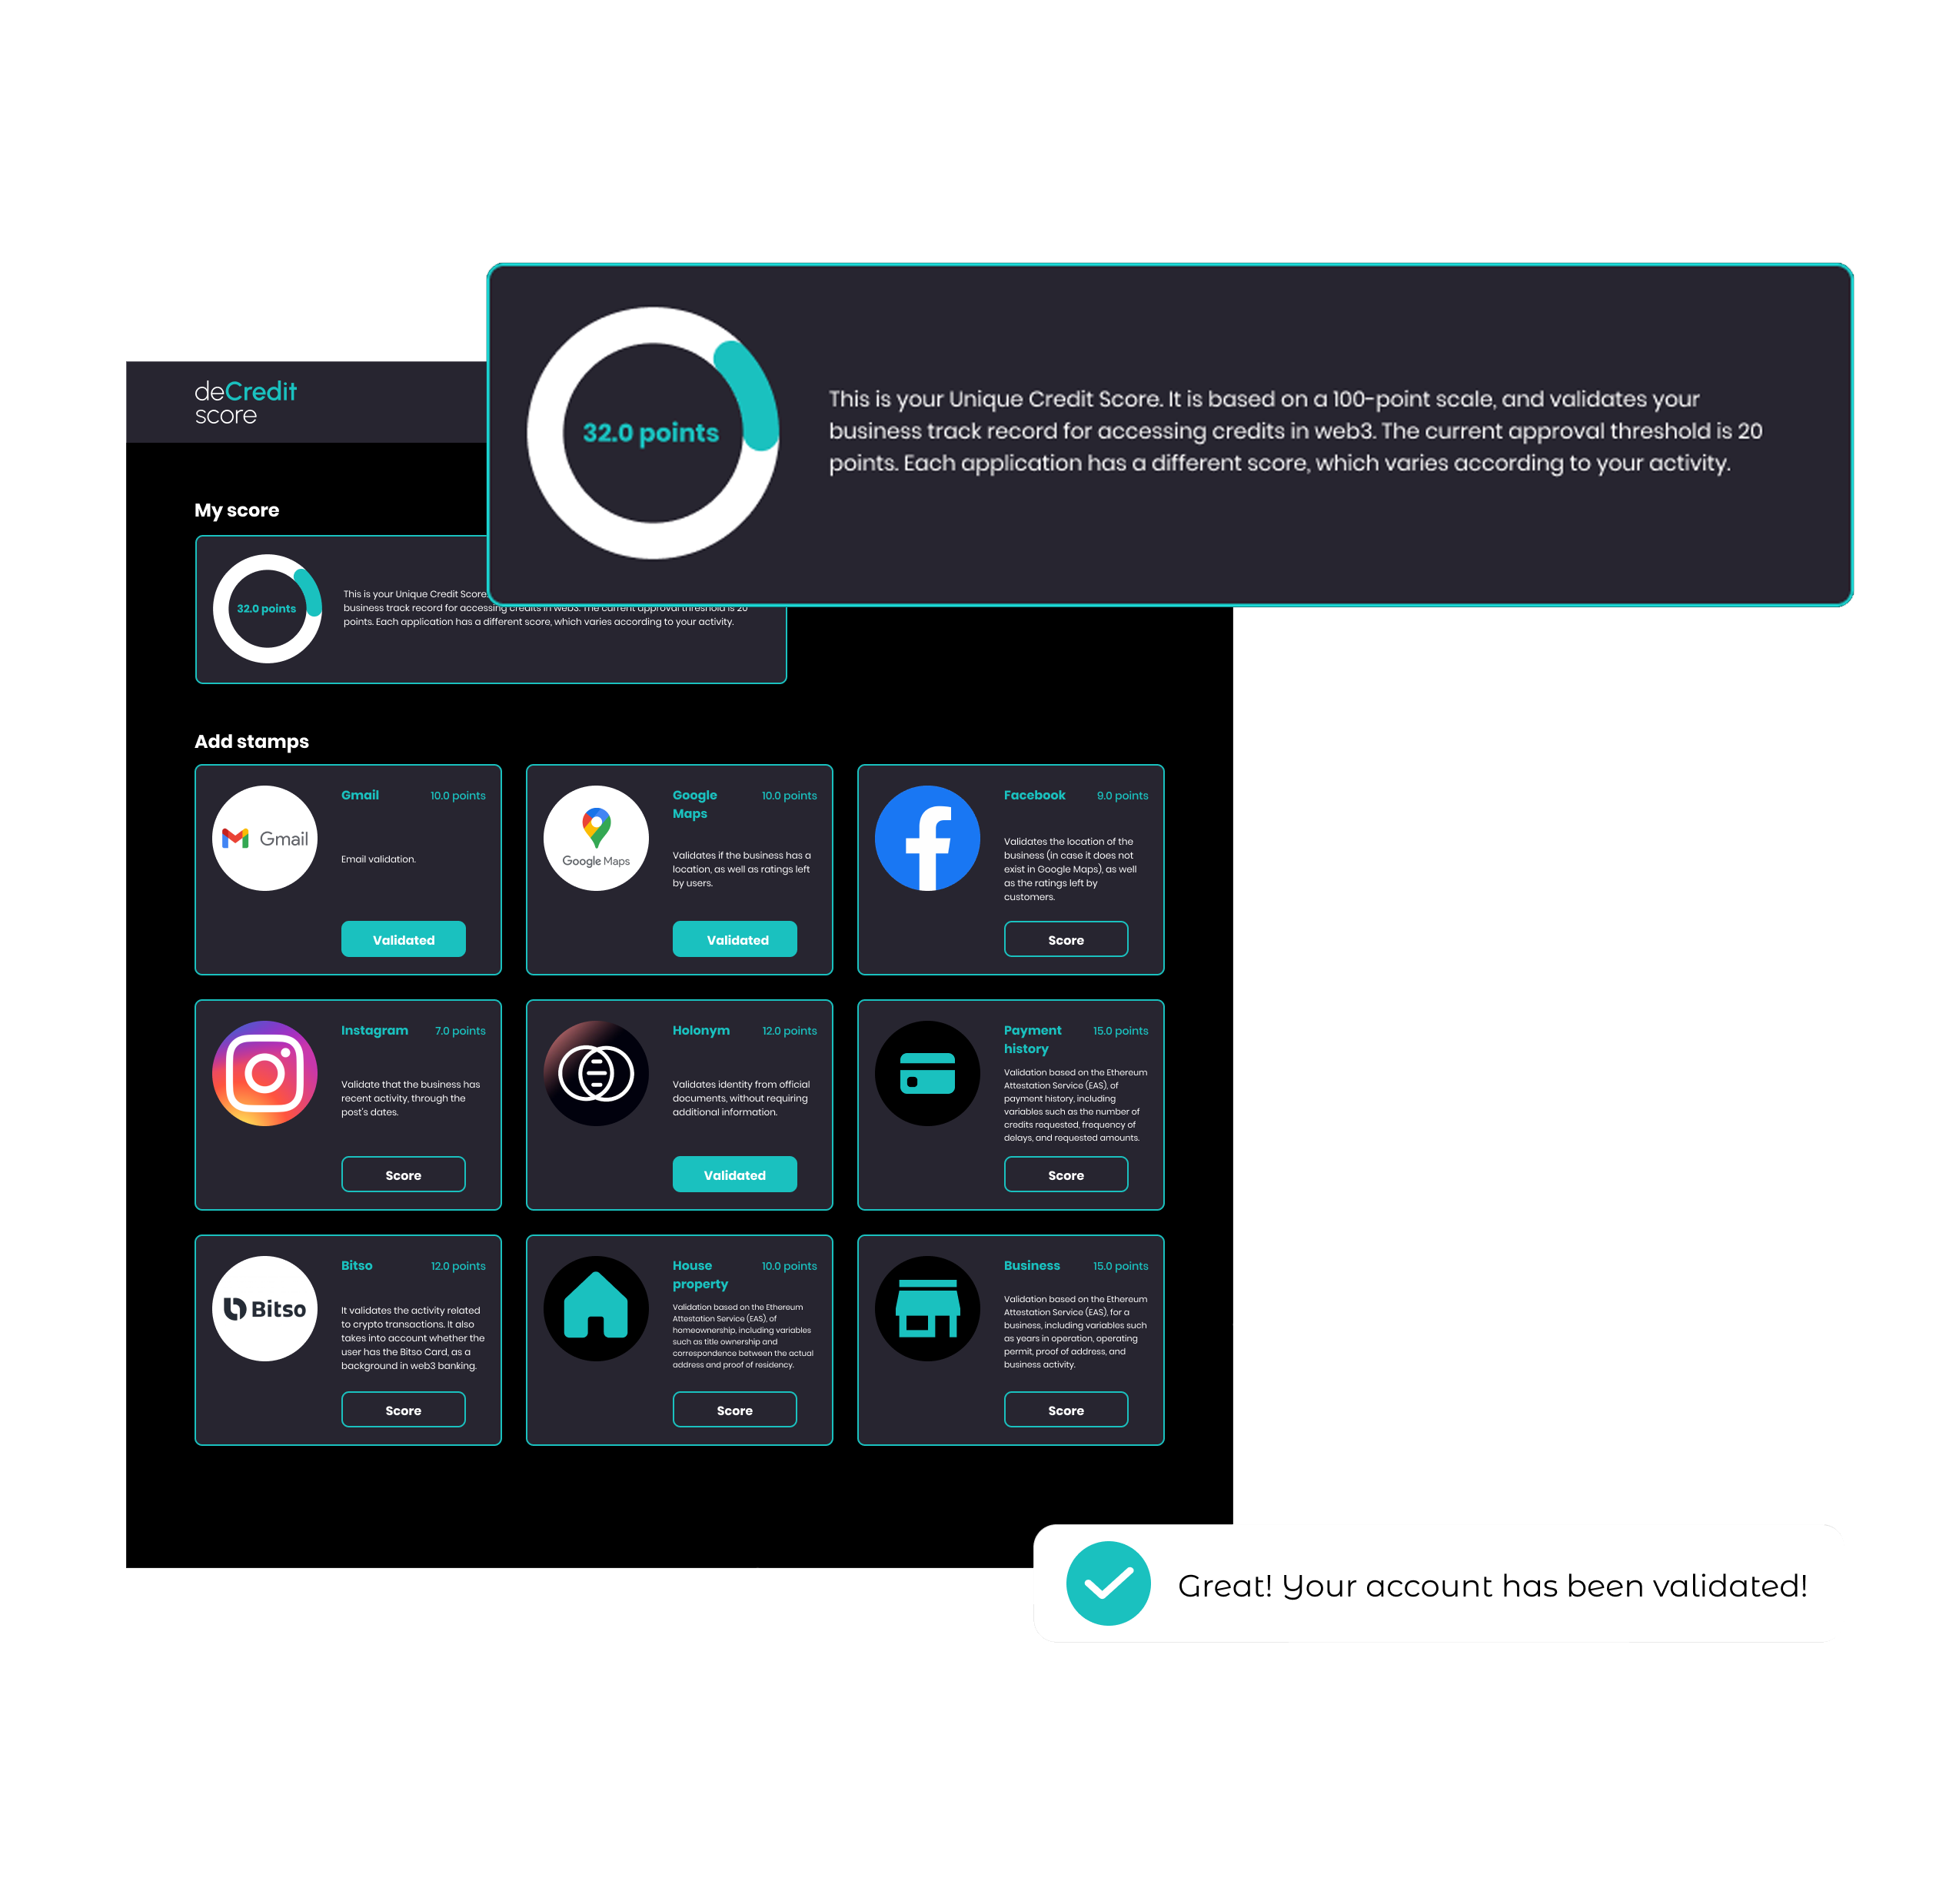 This is your Unique Credit Score. It is based on a 100-point scale, and validates your
business track record for accessing credits in web3. The current approval threshold is 20
points. Each application has a different score, which varies according to your activity.
32.0 points
deCredit
score
My score
32.0 points
This is your Unique Credit Score.
business track record for accessing credits in web3. The current approval threshold is 20
points. Each application has a different score, which varies according to your activity.
Add stamps
Gmail
Gmail
10.0 points
Email validation.
Validated
Google Maps
Google
Maps
10.0 points
Validates if the business has a
location, as well as ratings left
by users.
Validated
Facebook
9.0 points
Validates the location of the
business (in case it does not
exist in Google Maps), as well
as the ratings left by
customers.
Score
Instagram
7.0 points
Validate that the business has
recent activity, through the
post's dates.
Score
Holonym
12.0 points
Validates identity from official
documents, without requiring
additional information.
Validated
Payment
history
15.0 points
Validation based on the Ethereum
Attestation Service (EAS), of
payment history, including
variables such as the number of
credits requested, frequency of
delays, and requested amounts.
Score
Bitso
Bitso
12.0 points
It validates the activity related
to crypto transactions. It also
takes into account whether the
user has the Bitso Card, as a
background in web3 banking.
Score
House
property
10.0 points
Validation based on the Ethereum
Attestation Service (EAS), of
homeownership, including variables
such as title ownership and
correspondence between the actual
address and proof of residency.
Score
Business
15.0 points
Validation based on the Ethereum
Attestation Service (EAS), for a
business, including variables such
as years in operation, operating
permit, proof of address, and
business activity.
Score
Great! Your account has been validated!